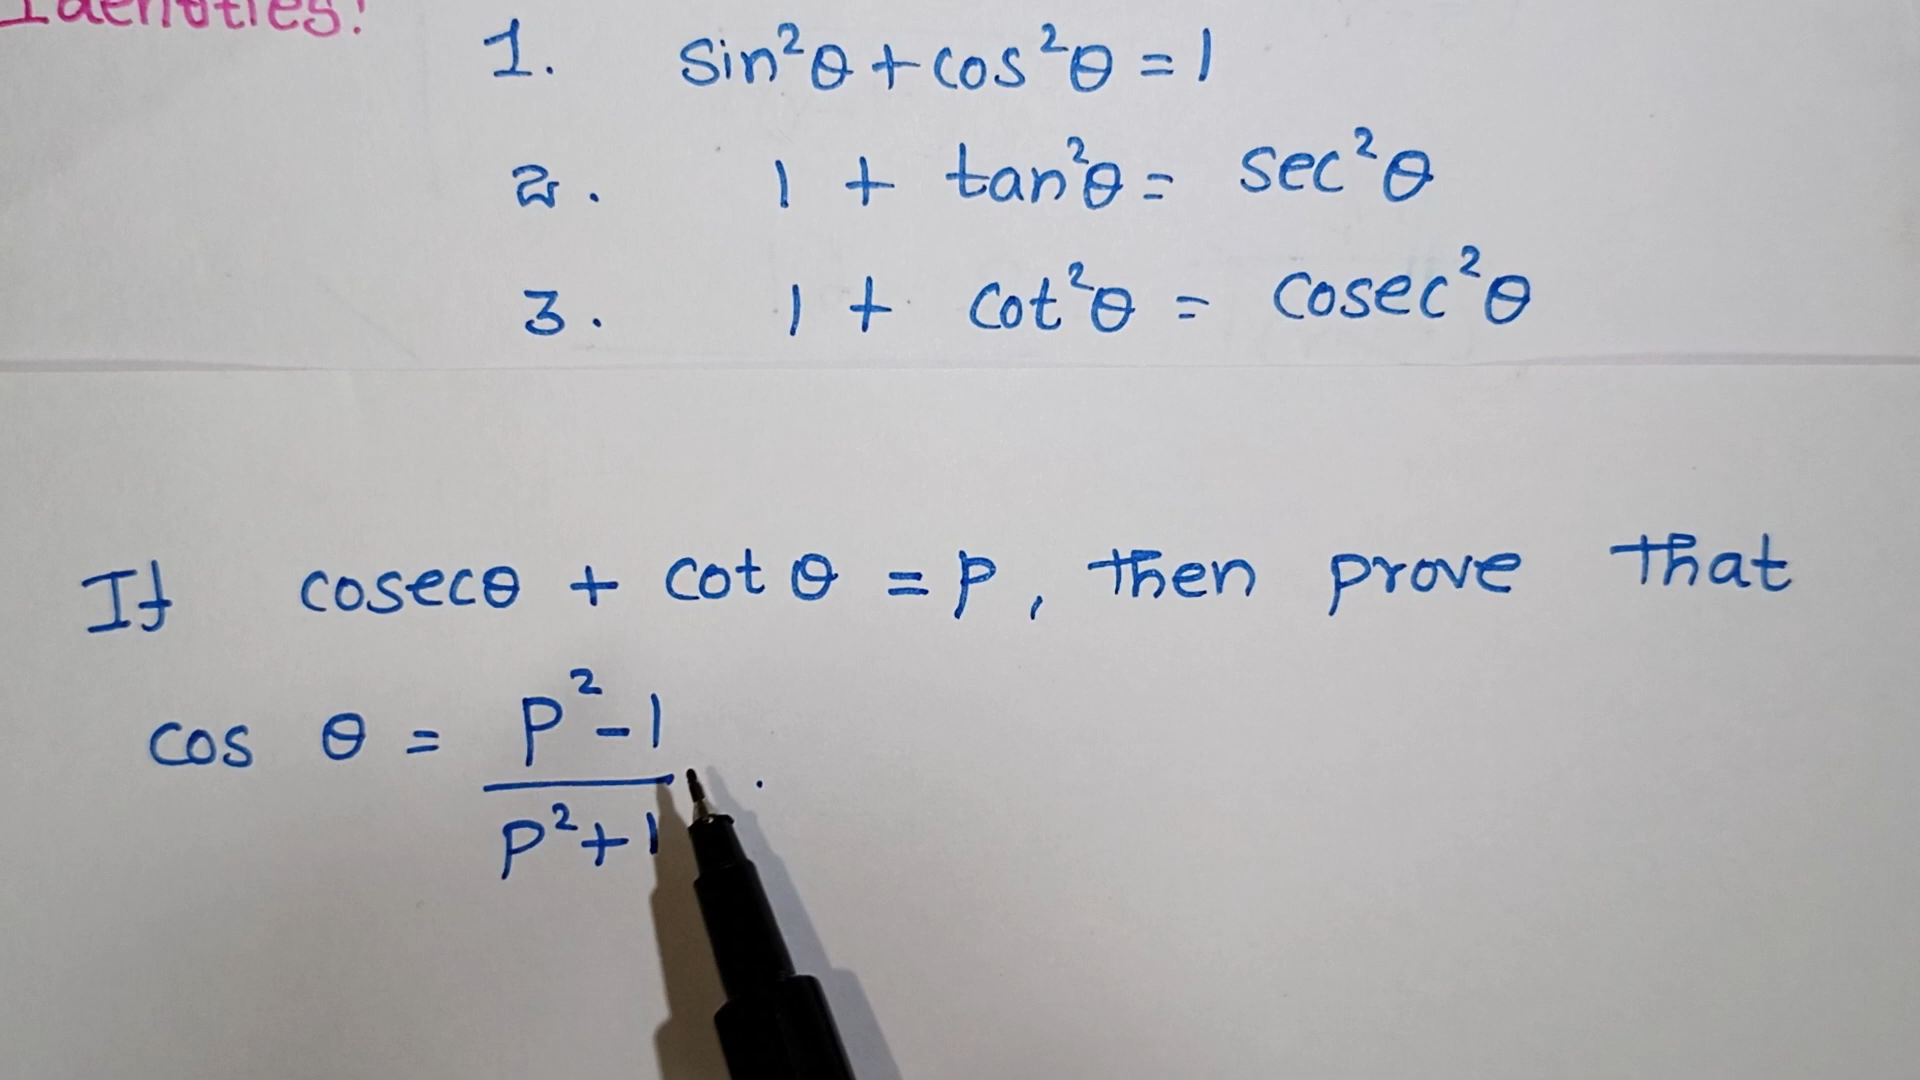 Identities:
1. sin²θ + cos²θ = 1
2. 1 + tan²θ = sec²θ
3. 1 + cot²θ = cosec²θ
If cosecθ + cot θ = P, then prove that
cos θ = P²-1 / P²+1 .